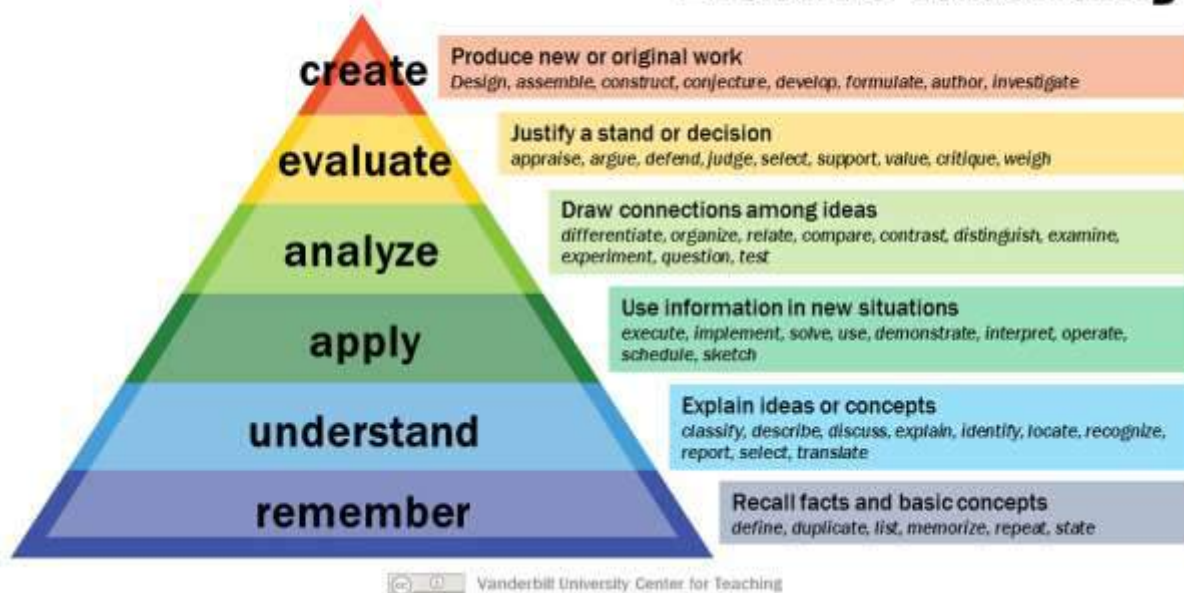 create
Produce new or original work
Design, assemble, construct, conjecture, develop, formulate, author, investigate
evaluate
Justify a stand or decision
appraise, argue, defend, judge, select, support, value, critique, weigh
analyze
Draw connections among ideas
differentiate, organize, relate, compare, contrast, distinguish, examine,
experiment, question, test
apply
Use information in new situations
execute, implement, solve, use, demonstrate, interpret, operate,
schedule, sketch
understand
Explain ideas or concepts
classify, describe, discuss, explain, identify, locate, recognize,
report, select, translate
remember
Recall facts and basic concepts
define, duplicate, list, memorize, repeat, state
cc
Vanderbilt University Center for Teaching